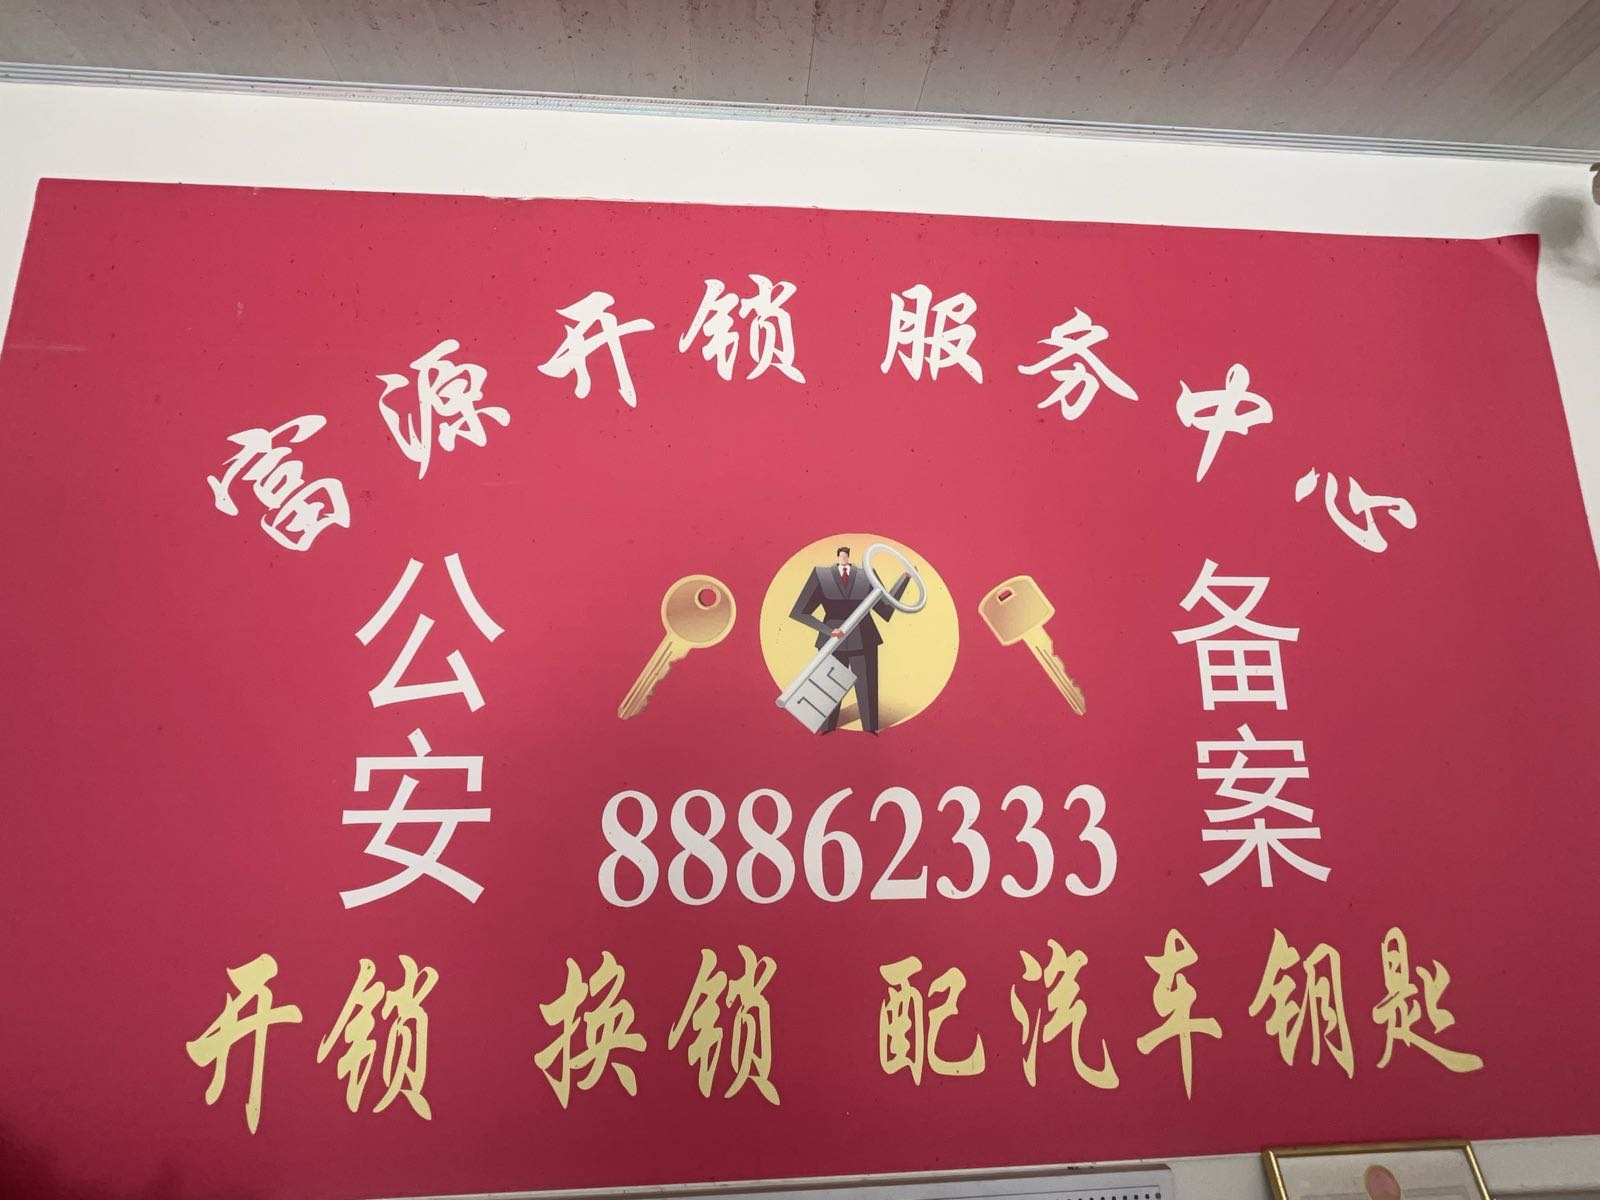 富源开锁 服务中心
公安
备案
88862333
开锁 换锁 配汽车钥匙